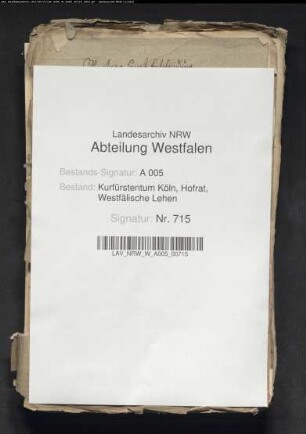 Landesarchiv NRW
Abteilung Westfalen
Bestands-Signatur: A 005
Bestand: Kurfürstentum Köln, Hofrat,
Westfälische Lehen
Signatur: Nr. 715
LAV_NRW_W_A005_00715